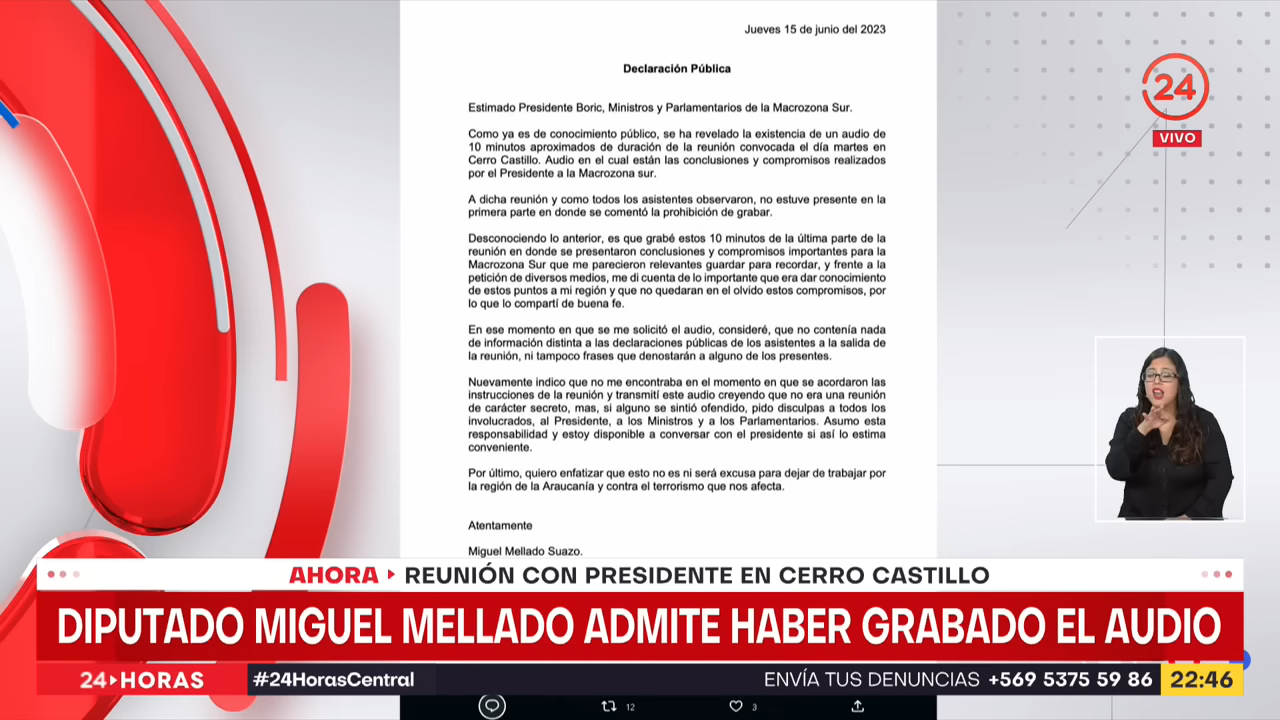 Jueves 15 de junio del 2023
Declaración Pública
Estimado Presidente Boric, Ministros y Parlamentarios de la Macrozona Sur.
Como ya es de conocimiento público, se ha revelado la existencia de un audio de
10 minutos aproximados de duración de la reunión convocada el día martes en
Cerro Castillo. Audio en el cual están las conclusiones y compromisos realizados
por el Presidente a la Macrozona sur.
A dicha reunión y como todos los asistentes observaron, no estuve presente en la
primera parte en donde se comentó la prohibición de grabar.
Desconociendo lo anterior, es que grabé estos 10 minutos de la última parte de la
reunión en donde se presentaron conclusiones y compromisos importantes para la
Macrozona Sur que me parecieron relevantes guardar para recordar, y frente a la
petición de diversos medios, me di cuenta de lo importante que era dar conocimiento
de estos puntos a mi región y que no quedaran en el olvido estos compromisos, por
lo que lo compartí de buena fe.
En ese momento en que se me solicitó el audio, consideré, que no contenía nada
de información distinta a las declaraciones públicas de los asistentes a la salida de
la reunión, ni tampoco frases que denostarán a alguno de los presentes.
Nuevamente indico que no me encontraba en el momento en que se acordaron las
instrucciones de la reunión y transmití este audio creyendo que no era una reunión
de carácter secreto, mas, si alguno se sintió ofendido, pido disculpas a todos los
involucrados, al Presidente, a los Ministros y a los Parlamentarios. Asumo esta
responsabilidad y estoy disponible a conversar con el presidente si así lo estima
conveniente.
Por último, quiero enfatizar que esto no es ni será excusa para dejar de trabajar por
la región de la Araucanía y contra el terrorismo que nos afecta.
Atentamente
Miguel Mellado Suazo.
24
VIVO
AHORA REUNIÓN CON PRESIDENTE EN CERRO CASTILLO
DIPUTADO MIGUEL MELLADO ADMITE HABER GRABADO EL AUDIO
24 HORAS #24HorasCentral ENVÍA TUS DENUNCIAS +569 5375 59 86 22:46
12 3